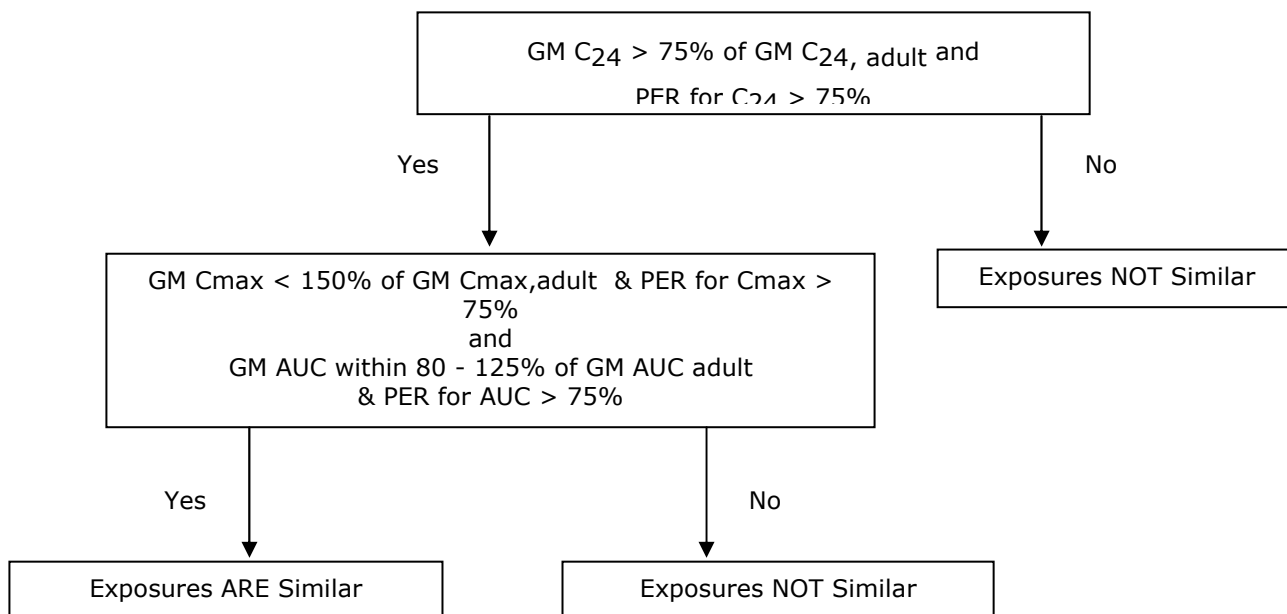 GM C24 > 75% of GM C24, adult and
PER for C24 > 75%
Yes
No
GM Cmax < 150% of GM Cmax,adult & PER for Cmax >
75%
and
GM AUC within 80 - 125% of GM AUC adult
& PER for AUC > 75%
Exposures NOT Similar
Yes
No
Exposures ARE Similar
Exposures NOT Similar